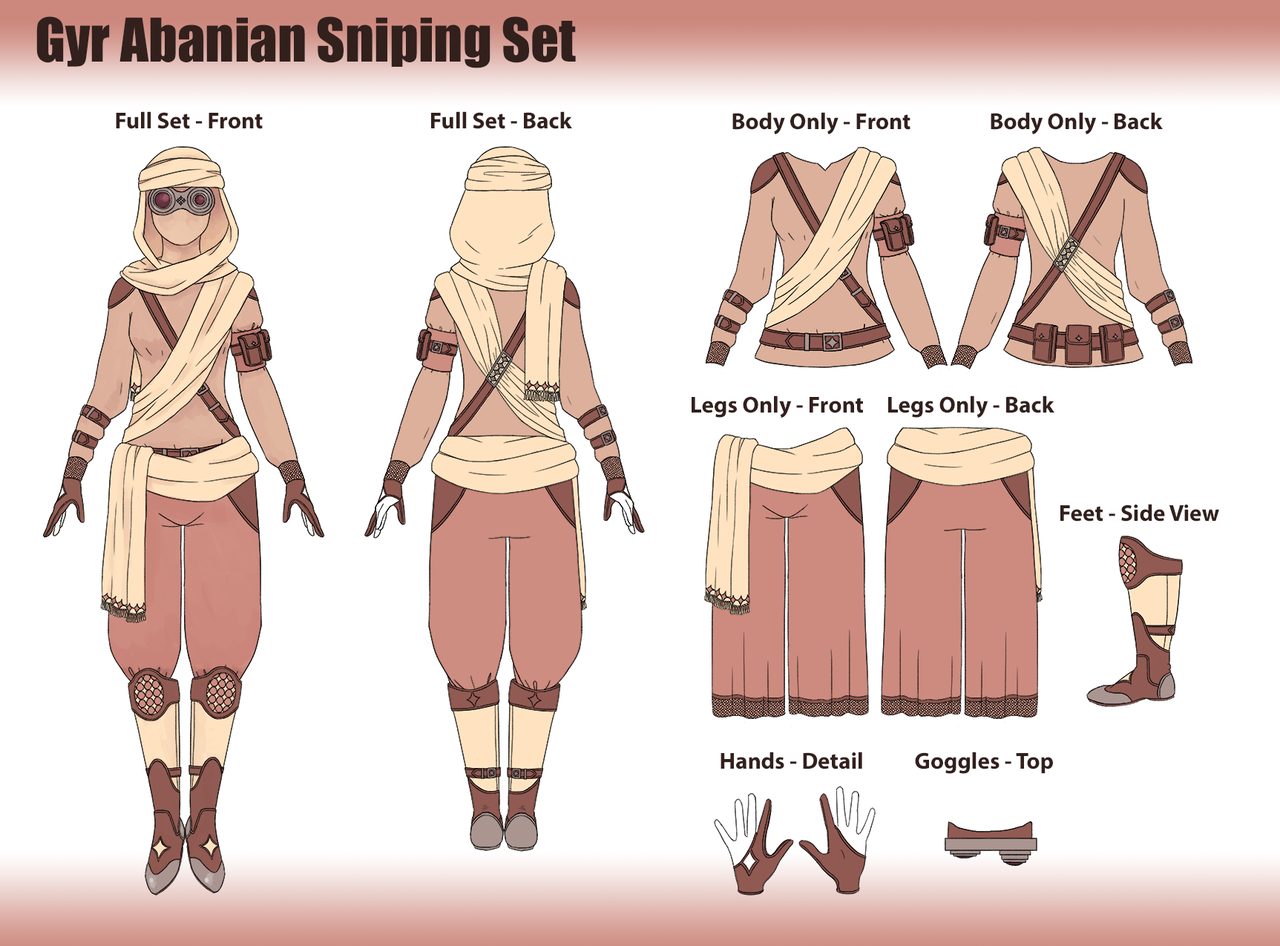 Gyr Abanian Sniping Set
Full Set - Front
Full Set - Back
Body Only - Front
Body Only - Back
Legs Only - Front
Legs Only - Back
Feet - Side View
Hands - Detail
Goggles - Top